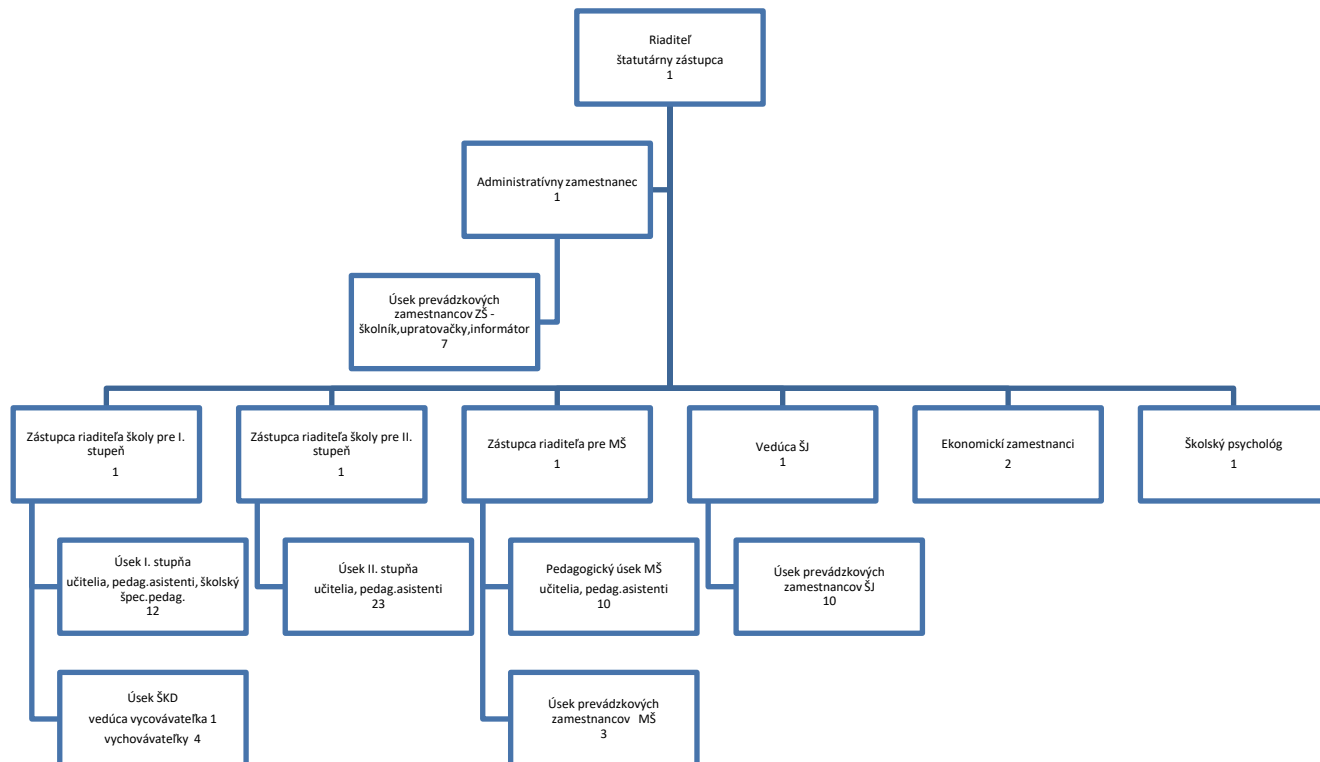 Riaditeľ
štatutárny zástupca
1
Administratívny zamestnanec
1
Úsek prevádzkových
zamestnancov ZŠ -
školník,upratovačky,informátor
7
Zástupca riaditeľa školy pre I.
stupeň
1
Zástupca riaditeľa školy pre II.
stupeň
1
Zástupca riaditeľa pre MŠ
1
Vedúca ŠJ
1
Ekonomickí zamestnanci
2
Školský psychológ
1
Úsek I. stupňa
učitelia, pedag.asistenti, školský
špec.pedag.
12
Úsek II. stupňa
učitelia, pedag.asistenti
23
Pedagogický úsek MŠ
učitelia, pedag.asistenti
10
Úsek prevádzkových
zamestnancov ŠJ
10
Úsek ŠKD
vedúca vycovávateľka 1
vychovávateľky 4
Úsek prevádzkových
zamestnancov MŠ
3